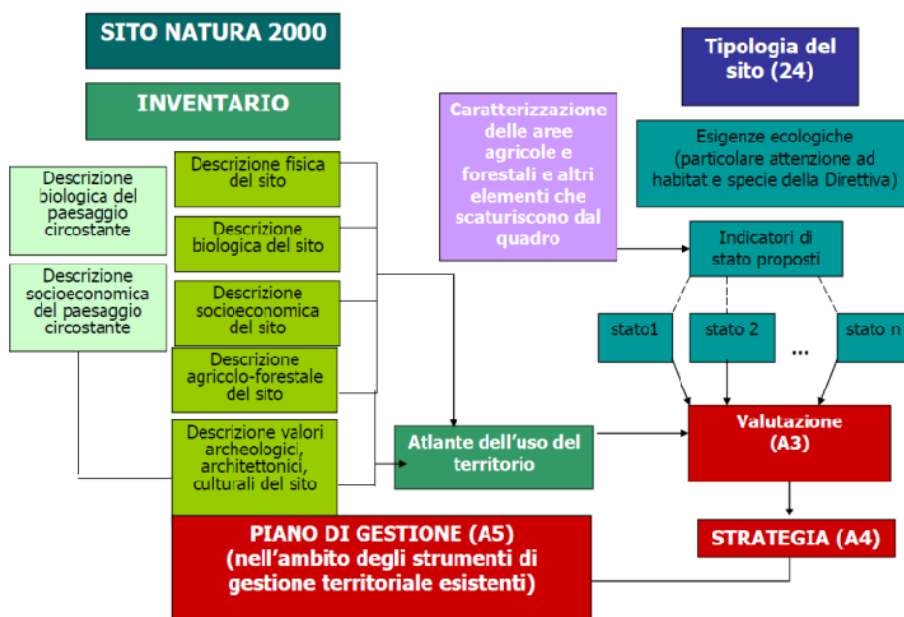 SITO NATURA 2000
INVENTARIO
Descrizione
biologica del
paesaggio
circostante
Descrizione
socioeconomica
del paesaggio
circostante
Descrizione fisica
del sito
Descrizione
biologica del sito
Descrizione
socioeconomica
del sito
Descrizione
agricolo-forestale
del sito
Descrizione valori
archeologici,
architettonici,
culturali del sito
Caratterizzazione
delle aree
agricole e
forestali e altri
elementi che
scaturiscono dal
quadro
Tipologia del
sito (24)
Esigenze ecologiche
(particolare attenzione ad
habitat e specie della Direttiva)
Indicatori di
stato proposti
stato1
stato 2
...
stato n
Atlante dell'uso del
territorio
Valutazione
(A3)
STRATEGIA (A4)
PIANO DI GESTIONE (A5)
(nell'ambito degli strumenti di
gestione territoriale esistenti)